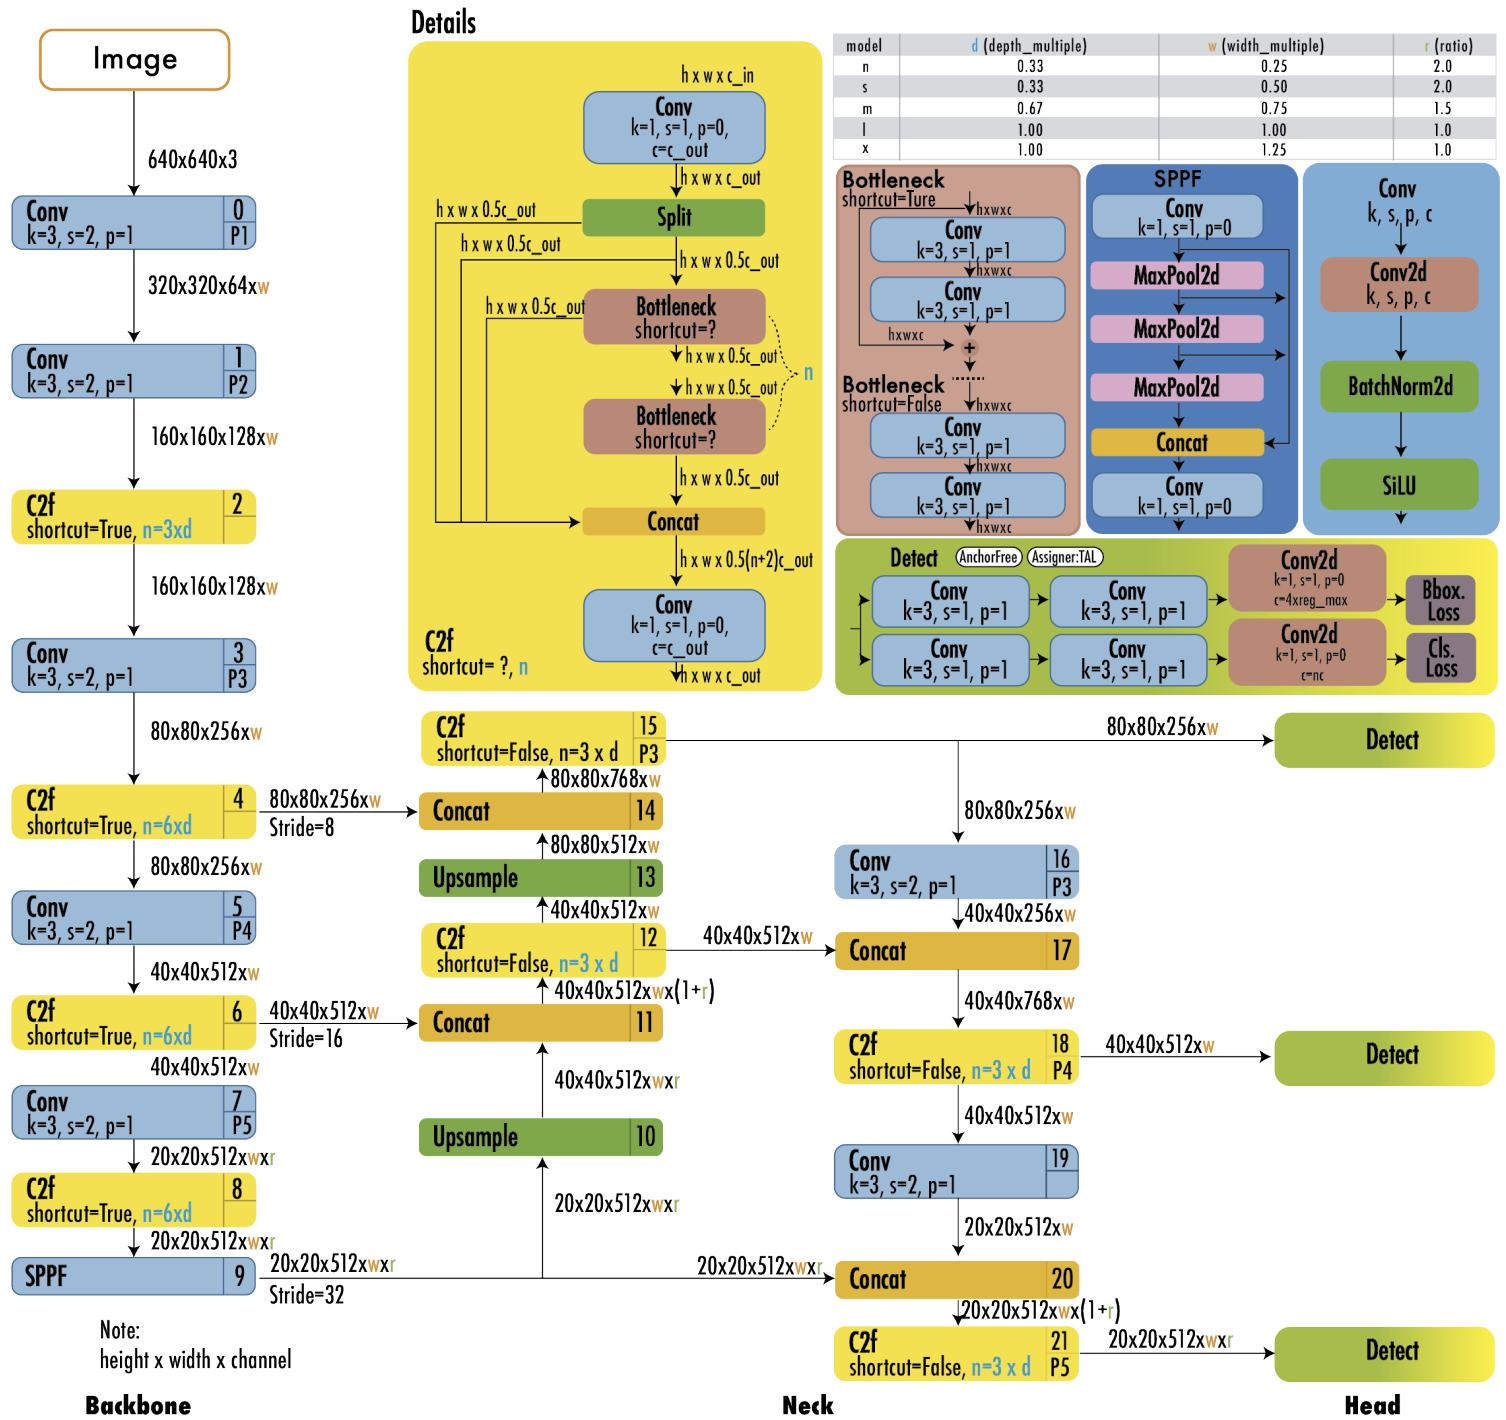 Details
Image
640x640x3
Conv 0
k=3, s=2, p=1 P1
320x320x64xw
Conv 1
k=3, s=2, p=1 P2
160x160x128xw
C2f 2
shortcut=True, n=3xd
160x160x128xw
Conv 3
k=3, s=2, p=1 P3
80x80x256xw
C2f 4
shortcut=True, n=6xd
80x80x256xw
Stride=8
80x80x256xw
Conv 5
k=3, s=2, p=1 P4
40x40x512xw
C2f 6
shortcut=True, n=6xd
40x40x512xw
Stride=16
40x40x512xw
Conv 7
k=3, s=2, p=1 P5
20x20x512xwxr
C2f 8
shortcut=True, n=6xd
20x20x512xwxr
SPPF 9
20x20x512xwxr
Stride=32
Note:
height x width x channel
Backbone
h x w x c_in
Conv
k=1, s=1, p=0,
c=c_out
h x w x c_out
Split
h x w x 0.5c_out
h x w x 0.5c_out
h x w x 0.5c_out
h x w x 0.5c_out
Bottleneck
shortcut=?
h x w x 0.5c_out
n
h x w x 0.5c_out
Bottleneck
shortcut=?
h x w x 0.5c_out
Concat
h x w x 0.5(n+2)c_out
Conv
k=1, s=1, p=0,
c=c_out
h x w x c_out
C2f
shortcut= ?, n
model d (depth_multiple) w (width_multiple) r (ratio)
n 0.33 0.25 2.0
s 0.33 0.50 2.0
m 0.67 0.75 1.5
l 1.00 1.00 1.0
x 1.00 1.25 1.0
Bottleneck
shortcut=Ture
hxwxc
Conv
k=3, s=1, p=1
hxwxc
Conv
k=3, s=1, p=1
hxwxc
+
Bottleneck
shortcut=False
hxwxc
Conv
k=3, s=1, p=1
hxwxc
Conv
k=3, s=1, p=1
hxwxc
SPPF
Conv
k=1, s=1, p=0
MaxPool2d
MaxPool2d
MaxPool2d
Concat
Conv
k=1, s=1, p=0
Conv
k, s, p, c
Conv2d
k, s, p, c
BatchNorm2d
SiLU
Detect AnchorFree Assigner:TAL
Conv
k=3, s=1, p=1
Conv
k=3, s=1, p=1
Conv2d
k=1, s=1, p=0
c=4xreg_max
Bbox.
Loss
Conv
k=3, s=1, p=1
Conv
k=3, s=1, p=1
Conv2d
k=1, s=1, p=0
c=nc
Cls.
Loss
C2f 15
shortcut=False, n=3 x d P3
80x80x768xw
Concat 14
80x80x512xw
Upsample 13
40x40x512xw
C2f 12
shortcut=False, n=3 x d
40x40x512xwx(1+r)
Concat 11
40x40x512xwxr
Upsample 10
20x20x512xwxr
80x80x256xw
Detect
80x80x256xw
Conv 16
k=3, s=2, p=1 P3
40x40x256xw
40x40x512xw
Concat 17
40x40x768xw
C2f 18
shortcut=False, n=3 x d P4
40x40x512xw
Detect
40x40x512xw
Conv 19
k=3, s=2, p=1
20x20x512xw
20x20x512xwxr
Concat 20
20x20x512xwx(1+r)
C2f 21
shortcut=False, n=3 x d P5
20x20x512xwxr
Detect
Neck
Head